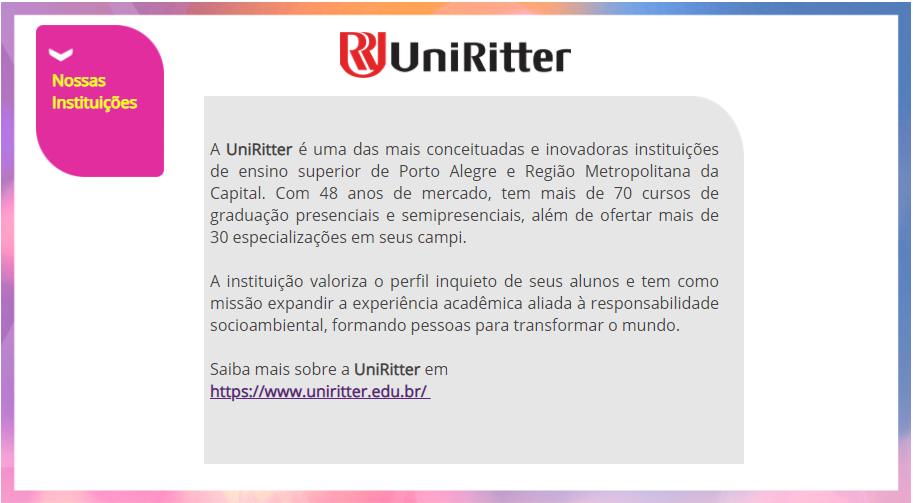 UniRitter
Nossas
Instituições
A UniRitter é uma das mais conceituadas e inovadoras instituições
de ensino superior de Porto Alegre e Região Metropolitana da
Capital. Com 48 anos de mercado, tem mais de 70 cursos de
graduação presenciais e semipresenciais, além de ofertar mais de
30 especializações em seus campi.
A instituição valoriza o perfil inquieto de seus alunos e tem como
missão expandir a experiência acadêmica aliada à responsabilidade
socioambiental, formando pessoas para transformar o mundo.
Saiba mais sobre a UniRitter em
https://www.uniritter.edu.br/